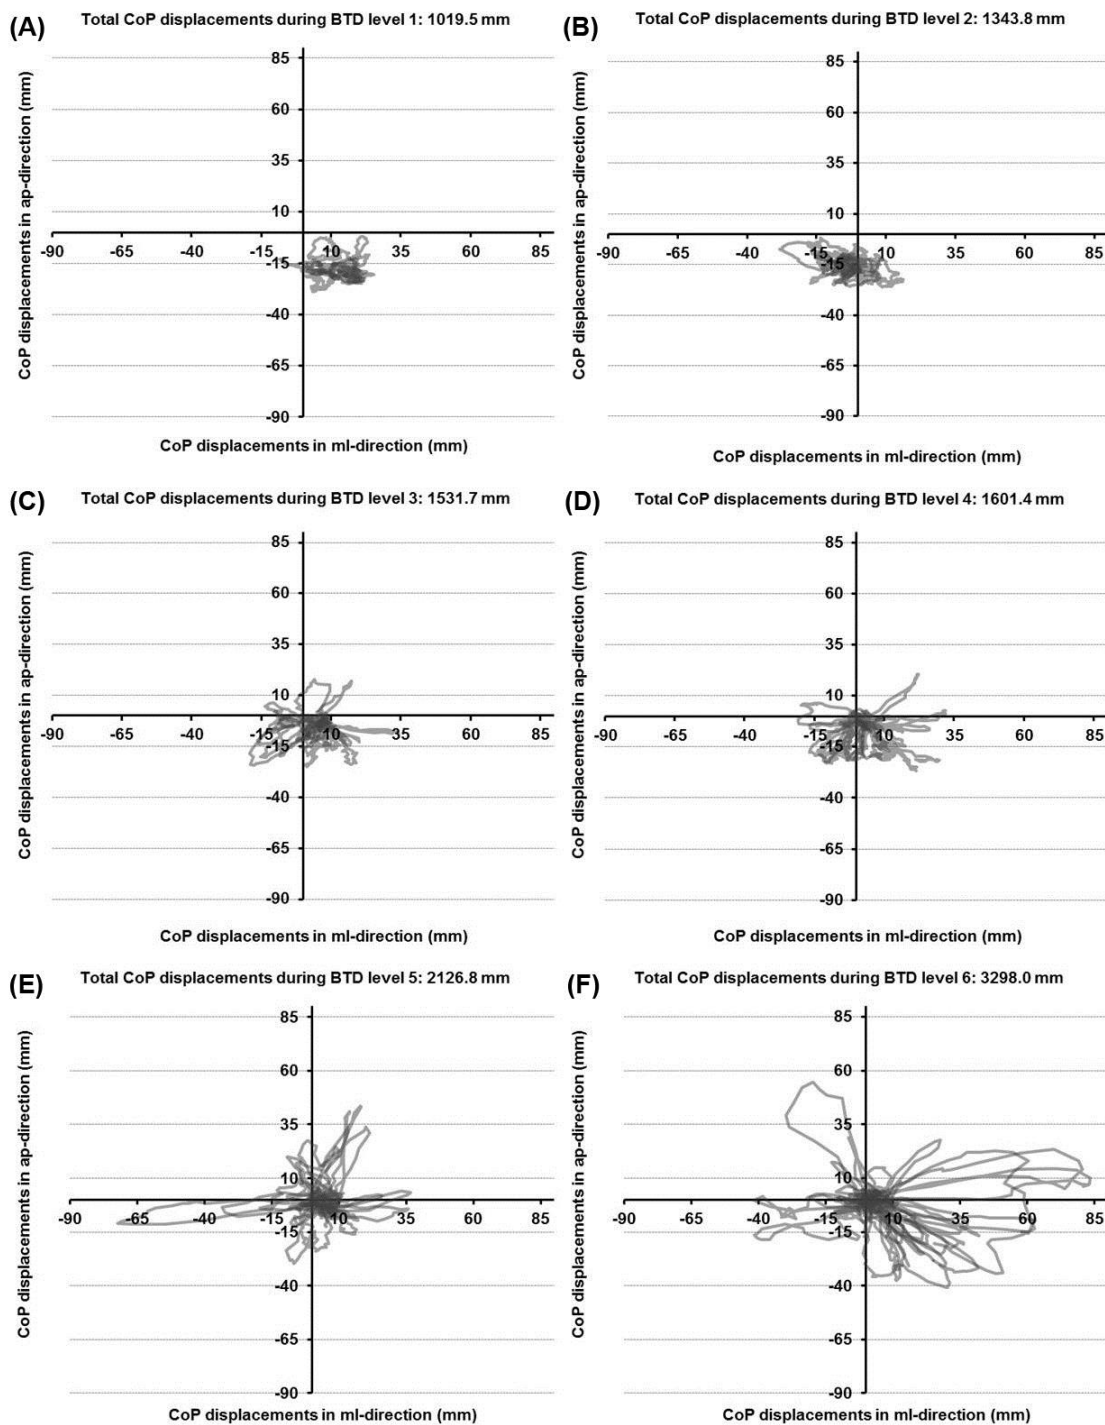 (A) Total CoP displacements during BTD level 1: 1019.5 mm
CoP displacements in ap-direction (mm)
85
60
35
10
-90 -65 -40 -15 10 35 60 85
-15
-40
-65
-90
CoP displacements in ml-direction (mm)
(B) Total CoP displacements during BTD level 2: 1343.8 mm
CoP displacements in ap-direction (mm)
85
60
35
10
-90 -65 -40 -15 10 35 60 85
-15
-40
-65
-90
CoP displacements in ml-direction (mm)
(C) Total CoP displacements during BTD level 3: 1531.7 mm
CoP displacements in ap-direction (mm)
85
60
35
10
-90 -65 -40 -15 10 35 60 85
-15
-40
-65
-90
CoP displacements in ml-direction (mm)
(D) Total CoP displacements during BTD level 4: 1601.4 mm
CoP displacements in ap-direction (mm)
85
60
35
10
-90 -65 -40 -15 10 35 60 85
-15
-40
-65
-90
CoP displacements in ml-direction (mm)
(E) Total CoP displacements during BTD level 5: 2126.8 mm
CoP displacements in ap-direction (mm)
85
60
35
10
-90 -65 -40 -15 10 35 60 85
-15
-40
-65
-90
CoP displacements in ml-direction (mm)
(F) Total CoP displacements during BTD level 6: 3298.0 mm
CoP displacements in ap-direction (mm)
85
60
35
10
-90 -65 -40 -15 10 35 60 85
-15
-40
-65
-90
CoP displacements in ml-direction (mm)